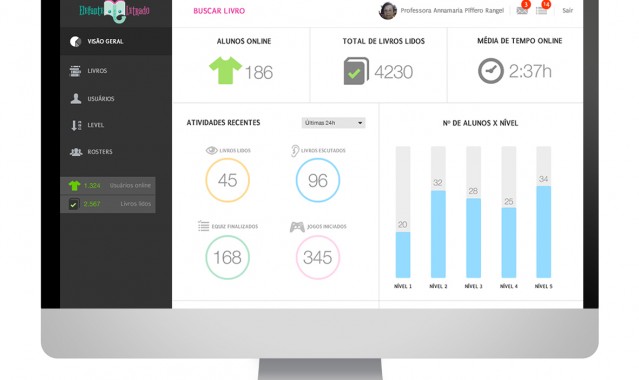 Elefante Letrado
BUSCAR LIVRO
Professora Annamaria Piffero Rangel
3
14
Sair
VISÃO GERAL
LIVROS
USUÁRIOS
LEVEL
ROSTERS
1.324 Usuários online
2.567 Livros lidos
ALUNOS ONLINE
186
TOTAL DE LIVROS LIDOS
4230
MÉDIA DE TEMPO ONLINE
2:37h
ATIVIDADES RECENTES
Últimas 24h
LIVROS LIDOS
45
LIVROS ESCUTADOS
96
EQUIZ FINALIZADOS
168
JOGOS INICIADOS
345
Nº DE ALUNOS X NÍVEL
20
32
28
25
34
NÍVEL 1
NÍVEL 2
NÍVEL 3
NÍVEL 4
NÍVEL 5